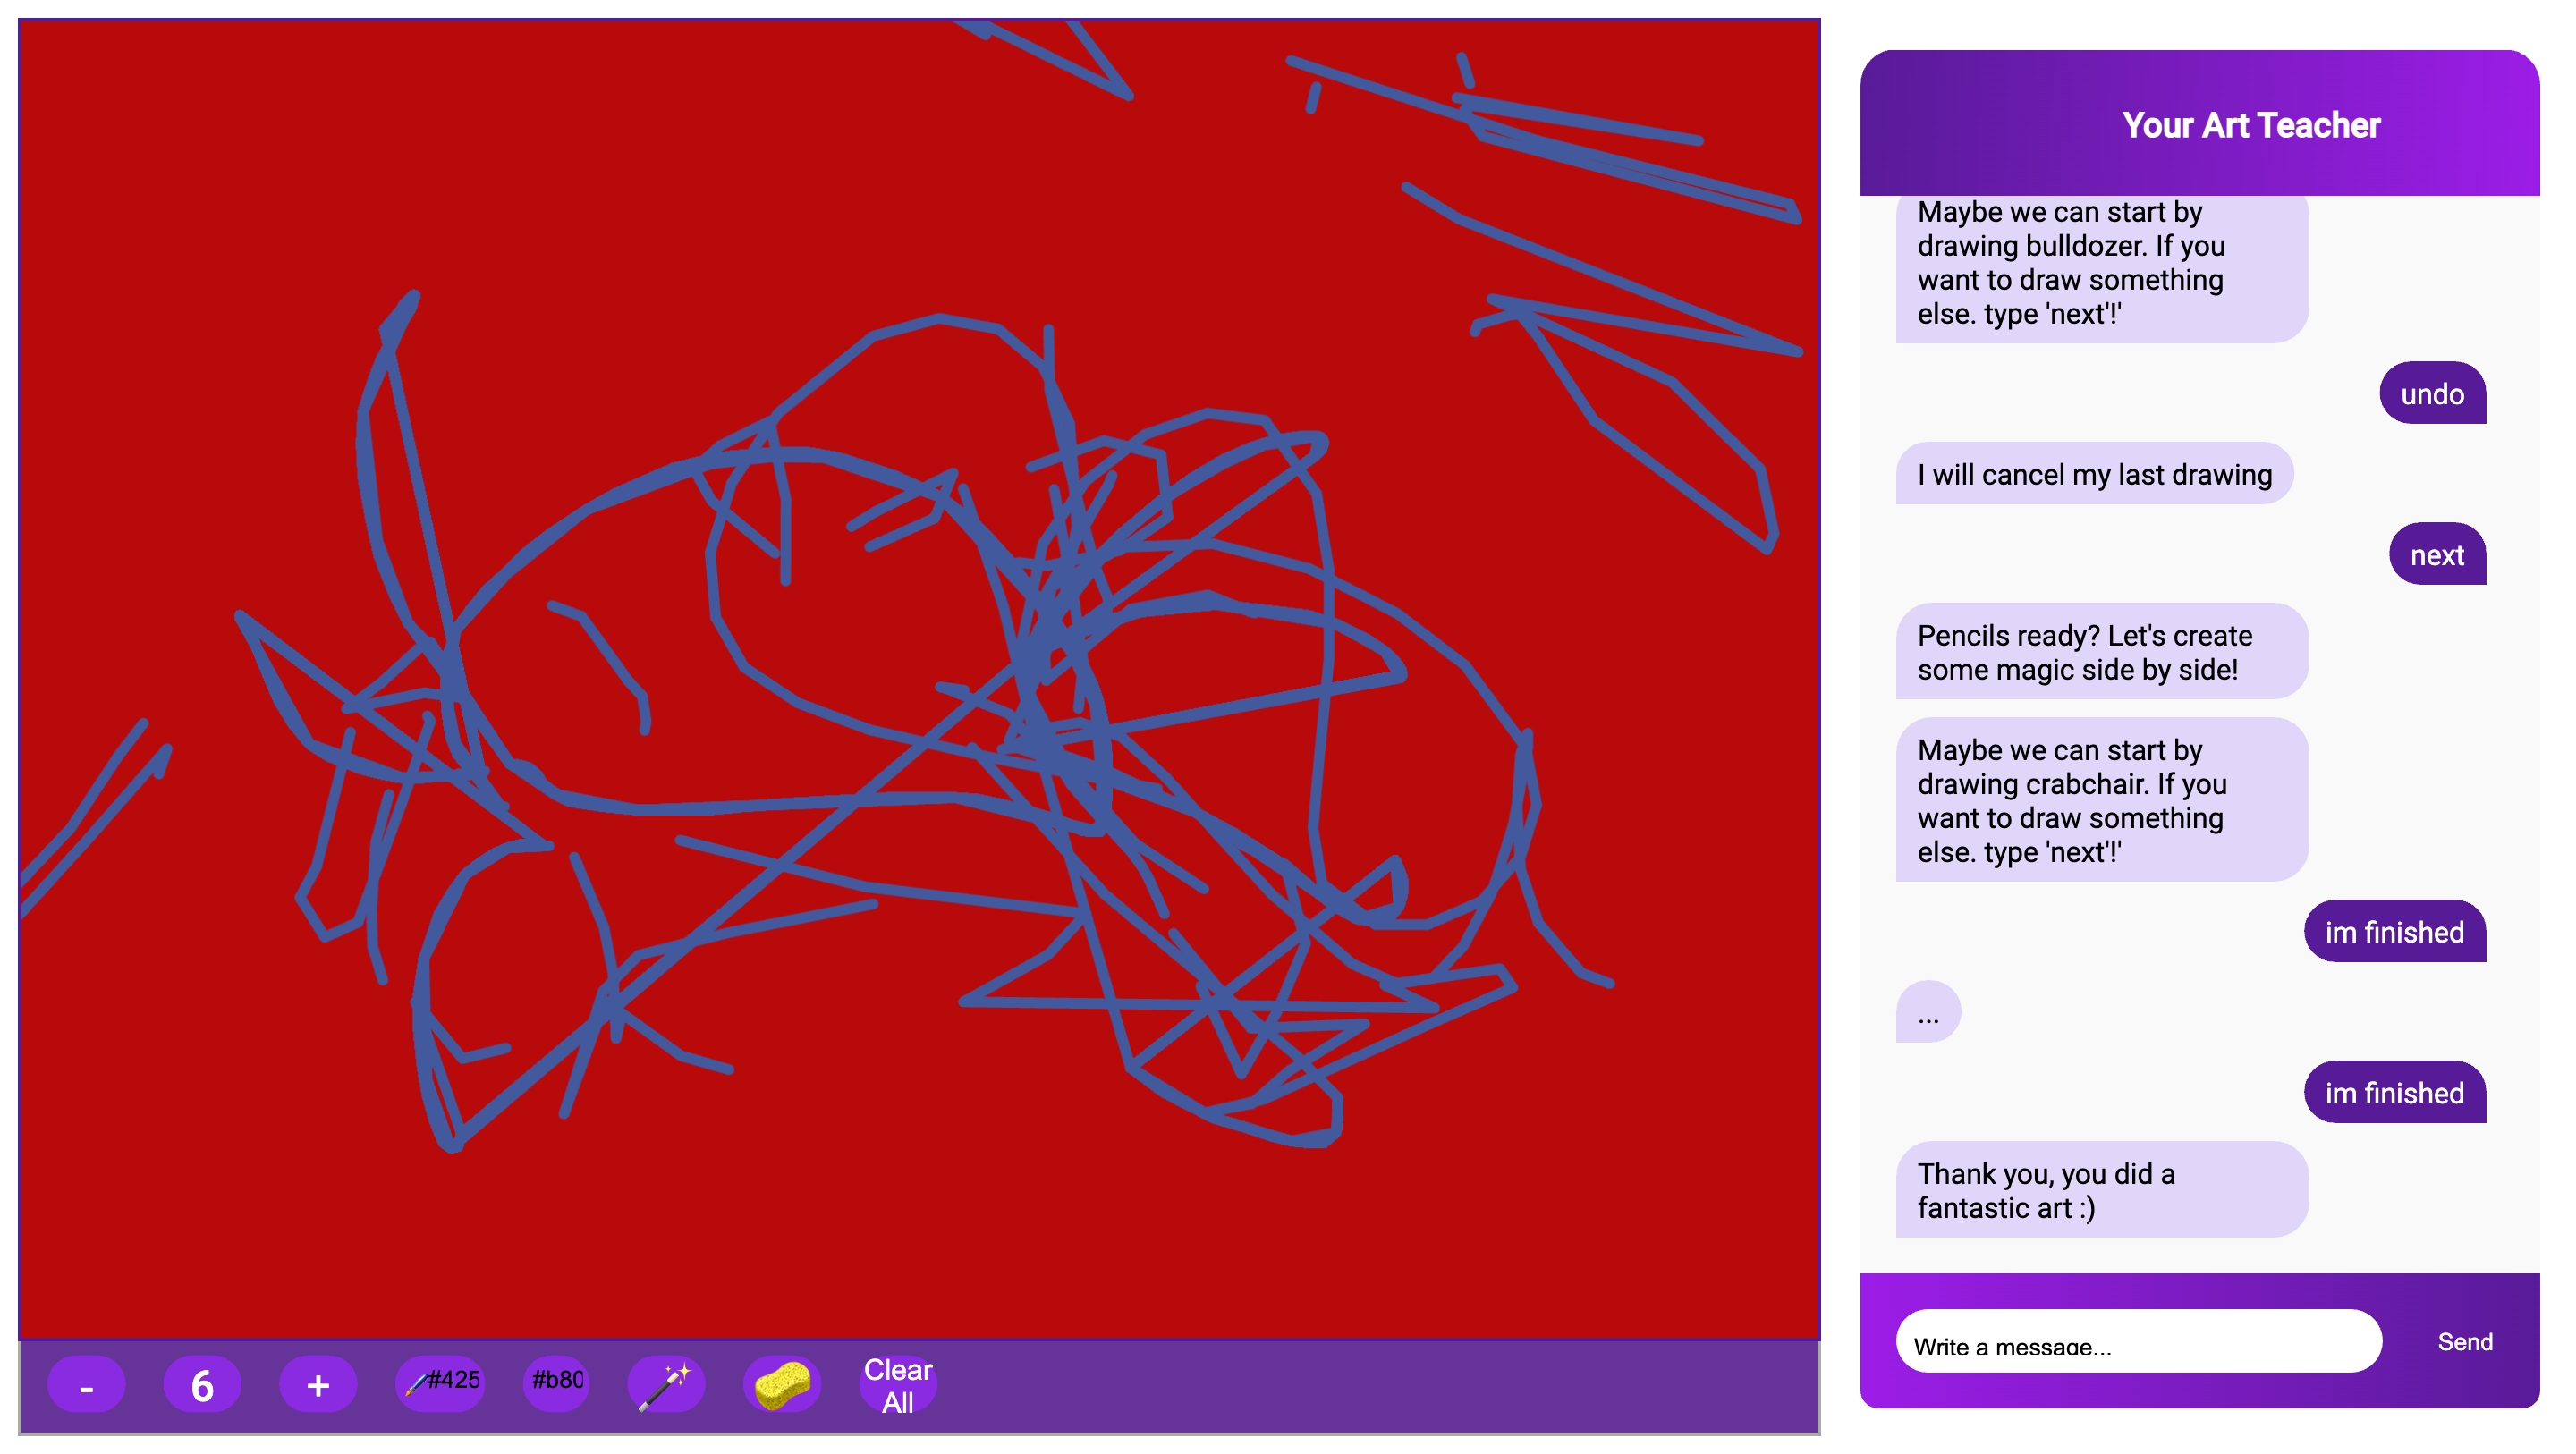 Your Art Teacher
Maybe we can start by
drawing bulldozer. If you
want to draw something
else. type 'next'!'
undo
I will cancel my last drawing
next
Pencils ready? Let's create
some magic side by side!
Maybe we can start by
drawing crabchair. If you
want to draw something
else. type 'next'!'
im finished
...
im finished
Thank you, you did a
fantastic art :)
Write a message...
Send
- 6 + #425 #b80 Clear
All